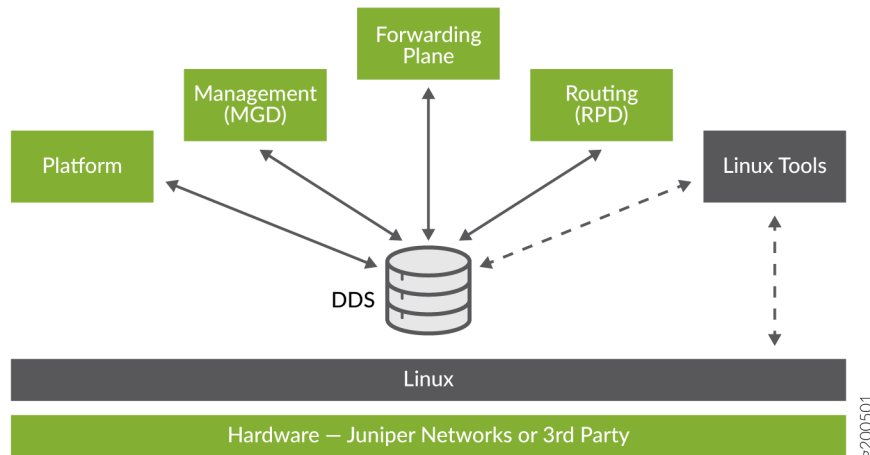 Forwarding
Plane
Management
(MGD)
Routing
(RPD)
Platform
Linux Tools
DDS
Linux
Hardware — Juniper Networks or 3rd Party
g200501